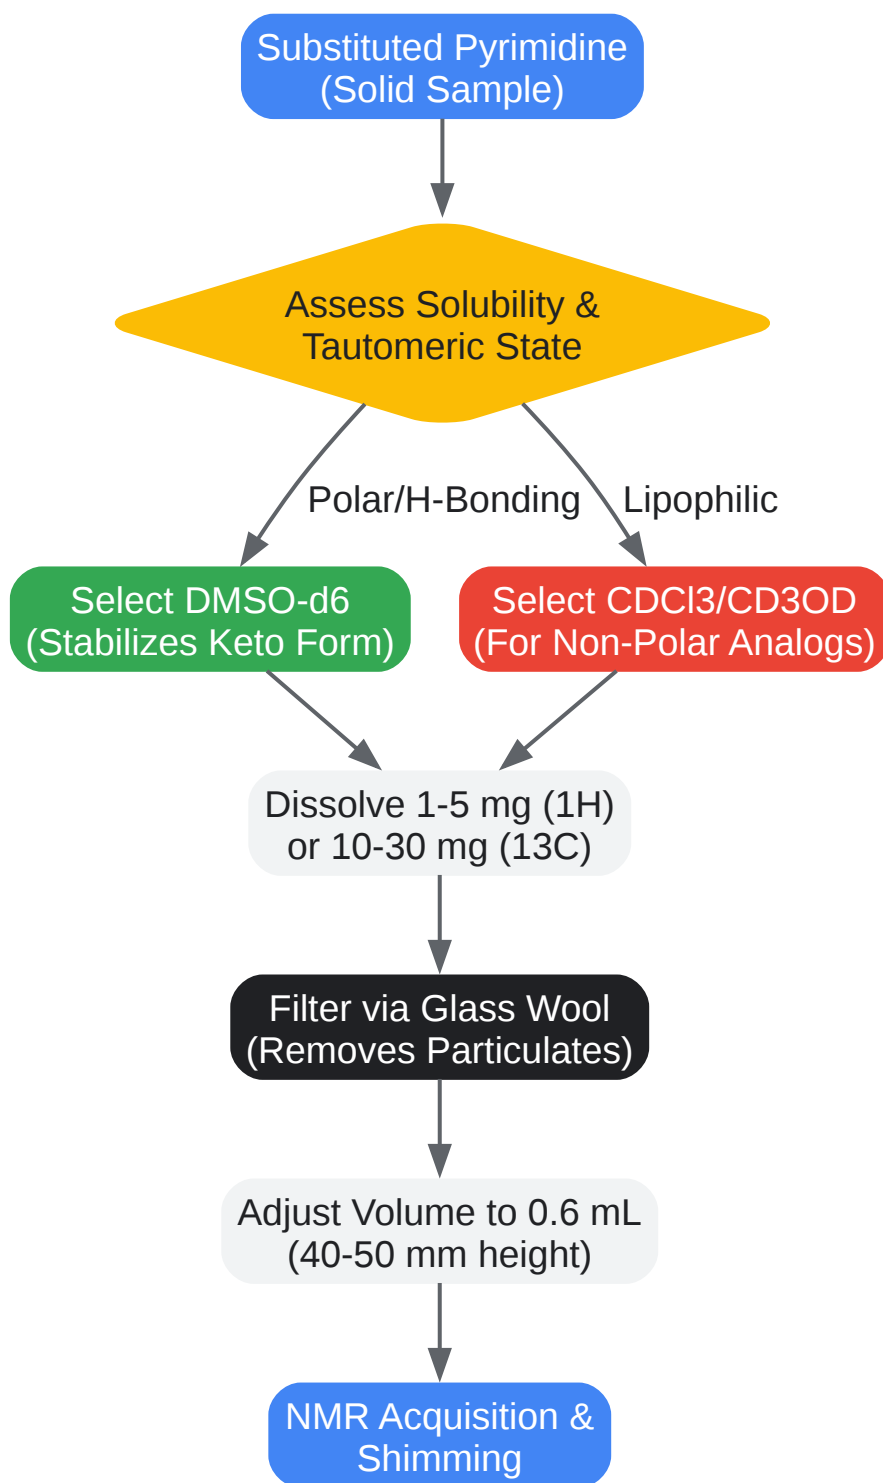 Substituted Pyrimidine
(Solid Sample)
Assess Solubility &
Tautomeric State
Polar/H-Bonding
Lipophilic
Select DMSO-d6
(Stabilizes Keto Form)
Select CDCl3/CD3OD
(For Non-Polar Analogs)
Dissolve 1-5 mg (1H)
or 10-30 mg (13C)
Filter via Glass Wool
(Removes Particulates)
Adjust Volume to 0.6 mL
(40-50 mm height)
NMR Acquisition &
Shimming